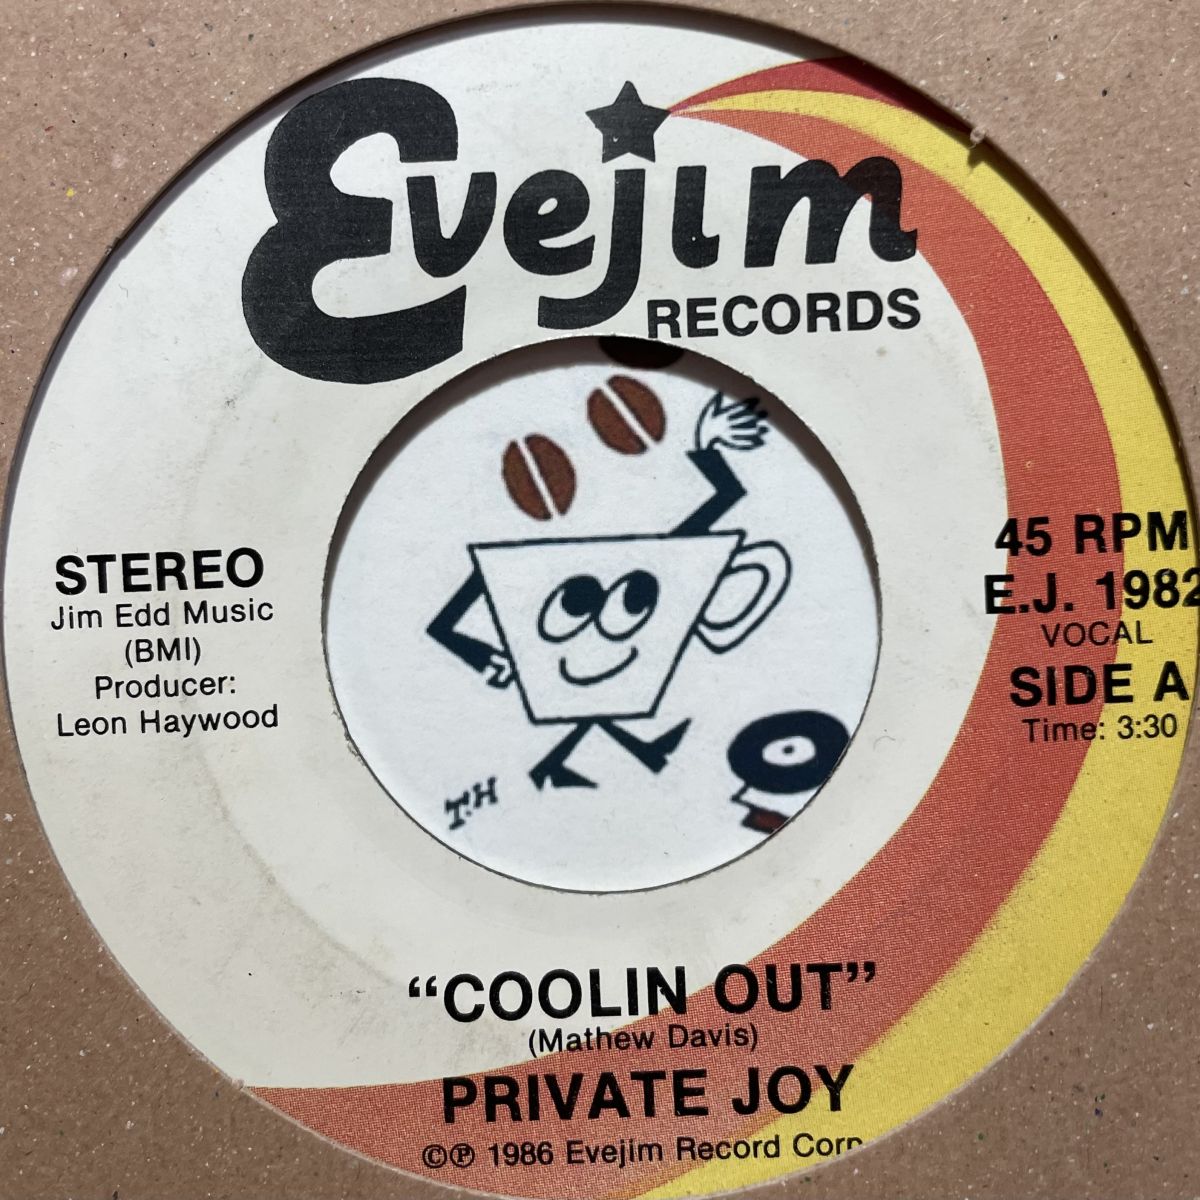 Evejim
RECORDS
STEREO
Jim Edd Music
(BMI)
Producer:
Leon Haywood
45 RPM
E.J. 1982
VOCAL
SIDE A
Time: 3:30
T.H
“COOLIN OUT”
(Mathew Davis)
PRIVATE JOY
©℗ 1986 Evejim Record Corp